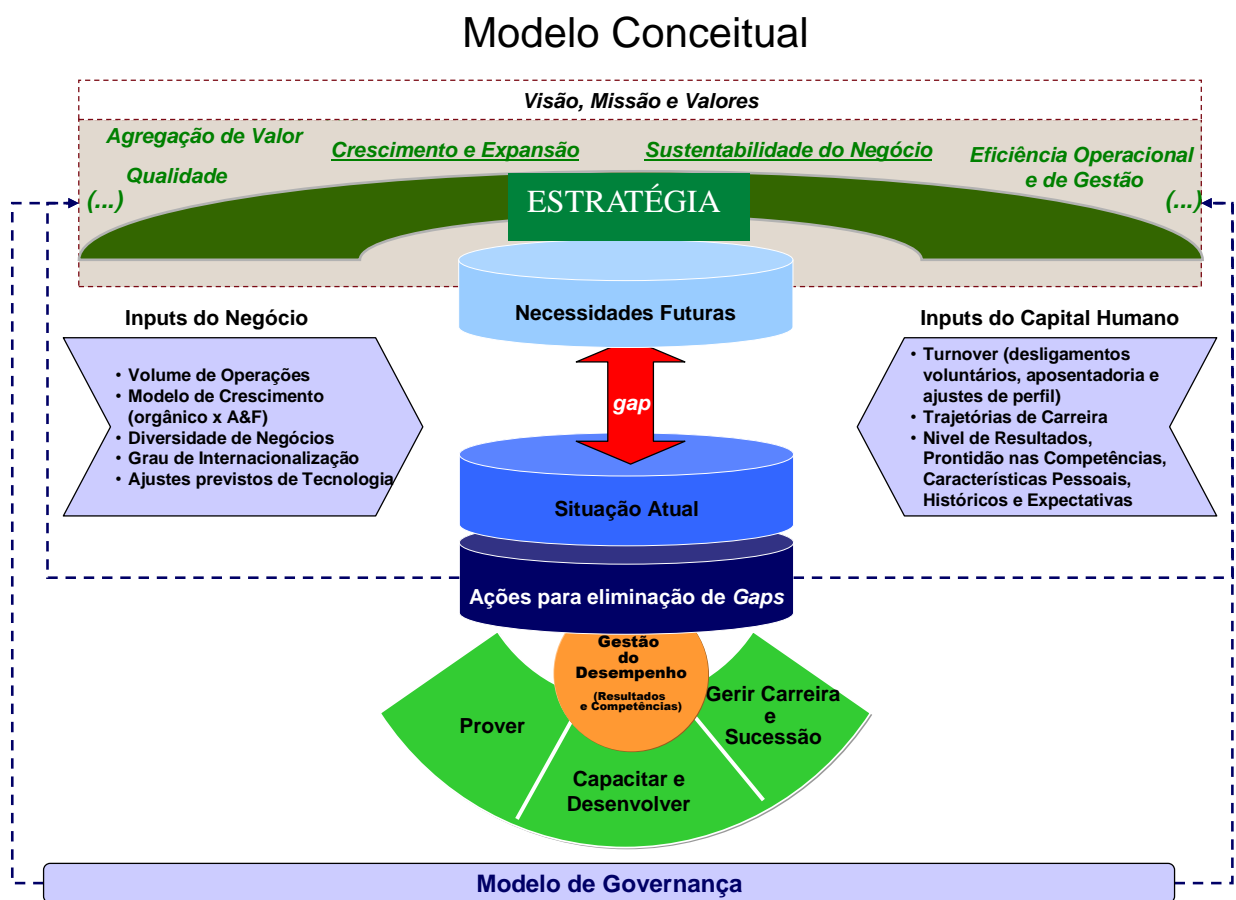 Modelo Conceitual
Visão, Missão e Valores
Agregação de Valor
Qualidade
(...)
Crescimento e Expansão
Sustentabilidade do Negócio
Eficiência Operacional
e de Gestão
(...)
ESTRATÉGIA
Necessidades Futuras
Inputs do Negócio
• Volume de Operações
• Modelo de Crescimento
(orgânico x A&F)
• Diversidade de Negócios
• Grau de Internacionalização
• Ajustes previstos de Tecnologia
gap
Inputs do Capital Humano
• Turnover (desligamentos
voluntários, aposentadoria e
ajustes de perfil)
• Trajetórias de Carreira
• Nivel de Resultados,
Prontidão nas Competências,
Características Pessoais,
Históricos e Expectativas
Situação Atual
Ações para eliminação de Gaps
Gestão
do
Desempenho
(Resultados
e Competências)
Prover
Capacitar e
Desenvolver
Gerir Carreira
e
Sucessão
Modelo de Governança